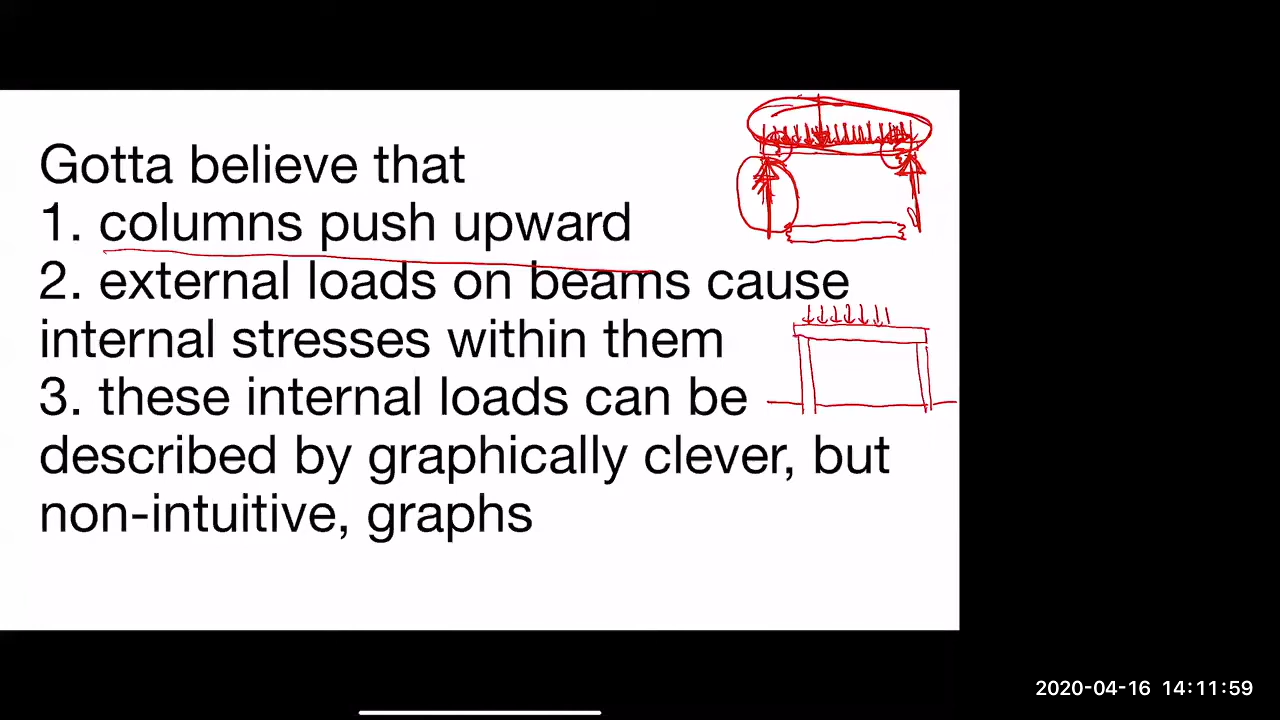 Gotta believe that
1. columns push upward
2. external loads on beams cause
internal stresses within them
3. these internal loads can be
described by graphically clever, but
non-intuitive, graphs
2020-04-16 14:11:59